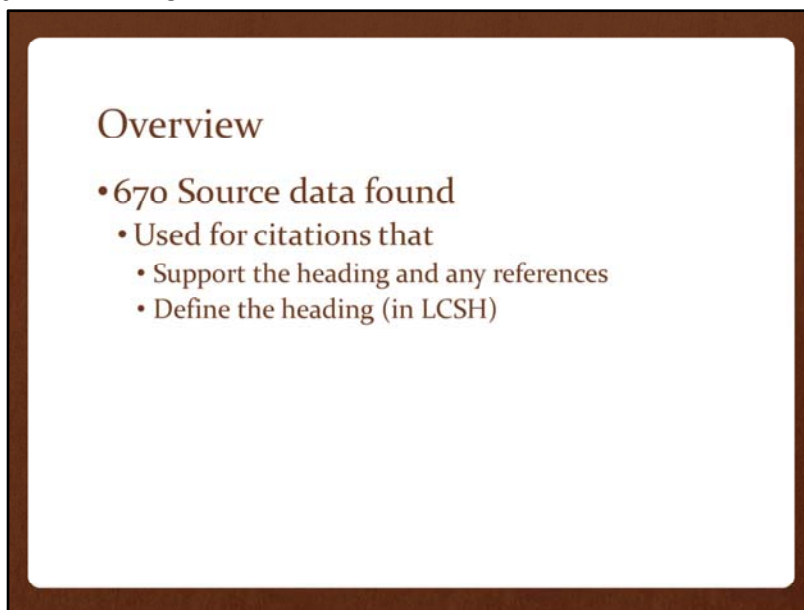 Overview
•670 Source data found
• Used for citations that
• Support the heading and any references
• Define the heading (in LCSH)